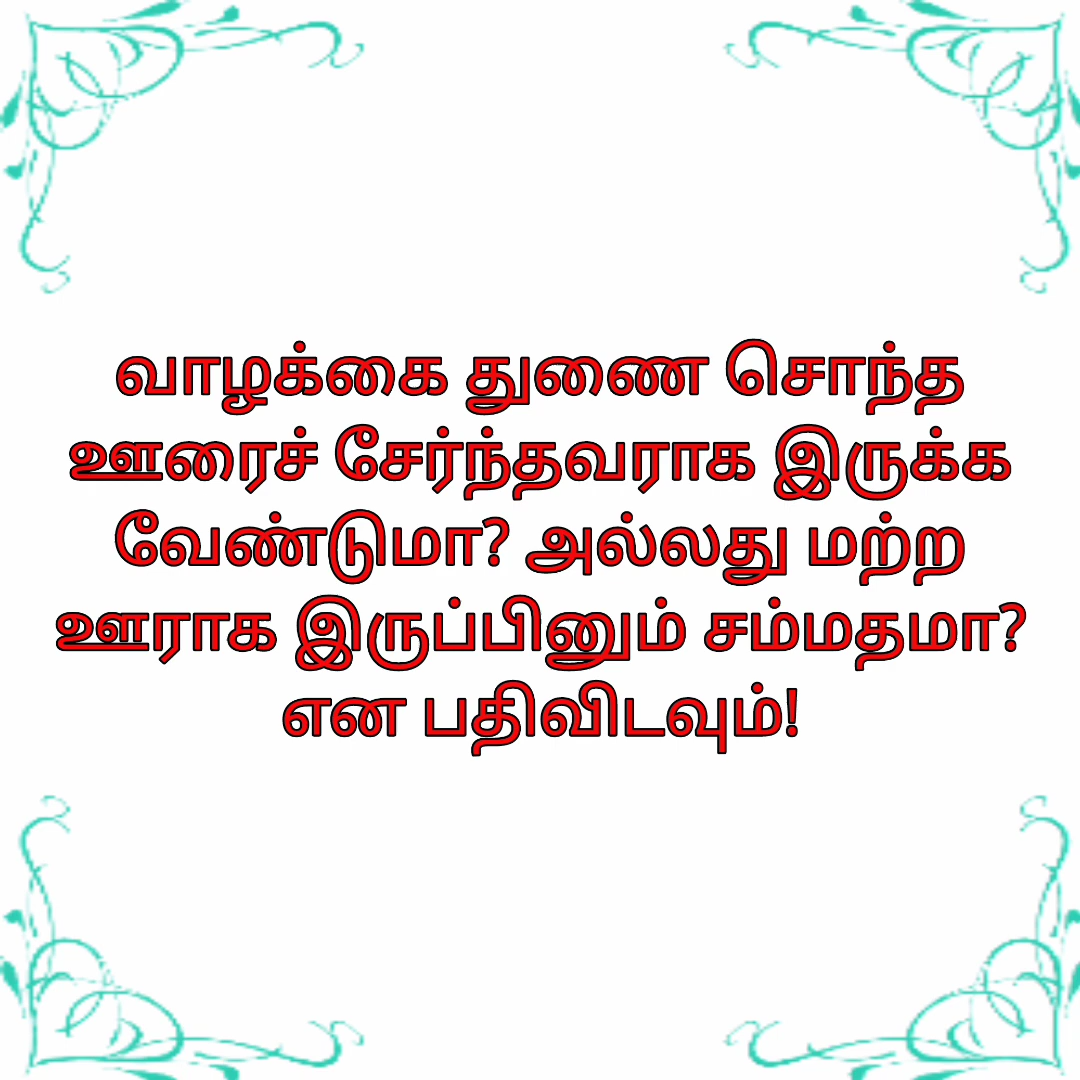 வாழக்கை துணை சொந்த
ஊரைச் சேர்ந்தவராக இருக்க
வேண்டுமா? அல்லது மற்ற
ஊராக இருப்பினும் சம்மதமா?
என பதிவிடவும்!